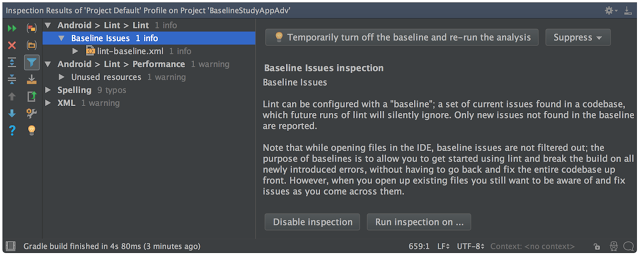 Inspection Results of 'Project Default' Profile on Project 'BaselineStudyAppAdv'
Android > Lint > Lint 1 info
Baseline Issues 1 info
lint-baseline.xml 1 info
Android > Lint > Performance 1 warning
Unused resources 1 warning
Spelling 9 typos
XML 1 warning
Temporarily turn off the baseline and re-run the analysis
Suppress
Baseline Issues inspection
Baseline Issues
Lint can be configured with a "baseline"; a set of current issues found in a codebase,
which future runs of lint will silently ignore. Only new issues not found in the baseline
are reported.
Note that while opening files in the IDE, baseline issues are not filtered out; the
purpose of baselines is to allow you to get started using lint and break the build on all
newly introduced errors, without having to go back and fix the entire codebase up
front. However, when you open up existing files you still want to be aware of and fix
issues as you come across them.
Disable inspection
Run inspection on ...
Gradle build finished in 4s 80ms (3 minutes ago)
659:1 LF÷ UTF-8÷ Context: <no context>